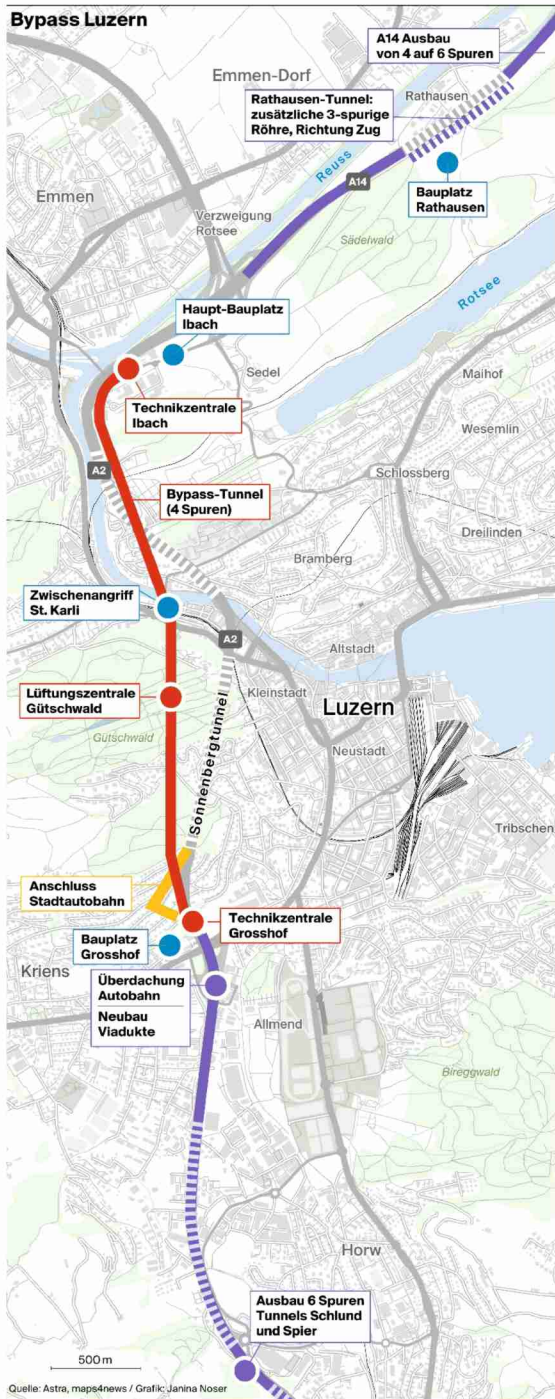 Bypass Luzern
A14 Ausbau
von 4 auf 6 Spuren
Emmen-Dorf
Rathausen
Rathausen-Tunnel:
zusätzliche 3-spurige
Röhre, Richtung Zug
Reuss
A14
Bauplatz
Rathausen
Emmen
Verzweigung
Rotsee
Sädelwald
Rotsee
Haupt-Bauplatz
Ibach
Sedel
Maihof
Technikzentrale
Ibach
Wesemlin
A2
Schlossberg
Bypass-Tunnel
(4 Spuren)
Dreilinden
Bramberg
Zwischenangriff
St. Karli
A2
Altstadt
Lüftungszentrale
Gütschwald
Kleinstadt
Luzern
Gütschwald
Sonnenbergtunnel
Neustadt
Tribschen
Anschluss
Stadtautobahn
Technikzentrale
Grosshof
Bauplatz
Grosshof
Kriens
Überdachung
Autobahn
Neubau
Viadukte
Allmend
Bireggwald
Horw
Ausbau 6 Spuren
Tunnels Schlund
und Spier
500 m
Quelle: Astra, maps4news / Grafik: Janina Noser